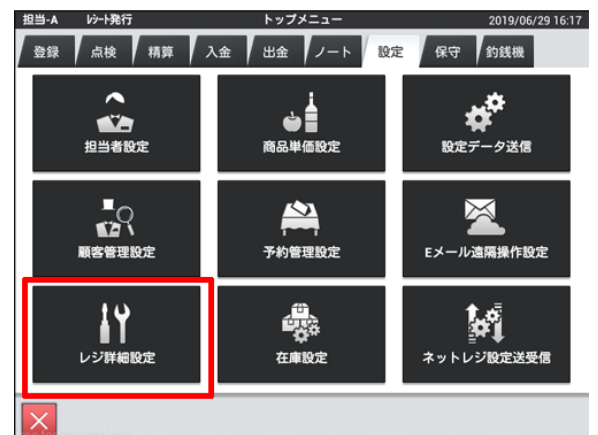 担当-A レシート発行 トップメニュー 2019/06/29 16:17
登録 点検 精算 入金 出金 ノート 設定 保守 釣銭機
担当者設定 商品単価設定 設定データ送信
顧客管理設定 予約管理設定 Eメール遠隔操作設定
レジ詳細設定 在庫設定 ネットレジ設定送受信